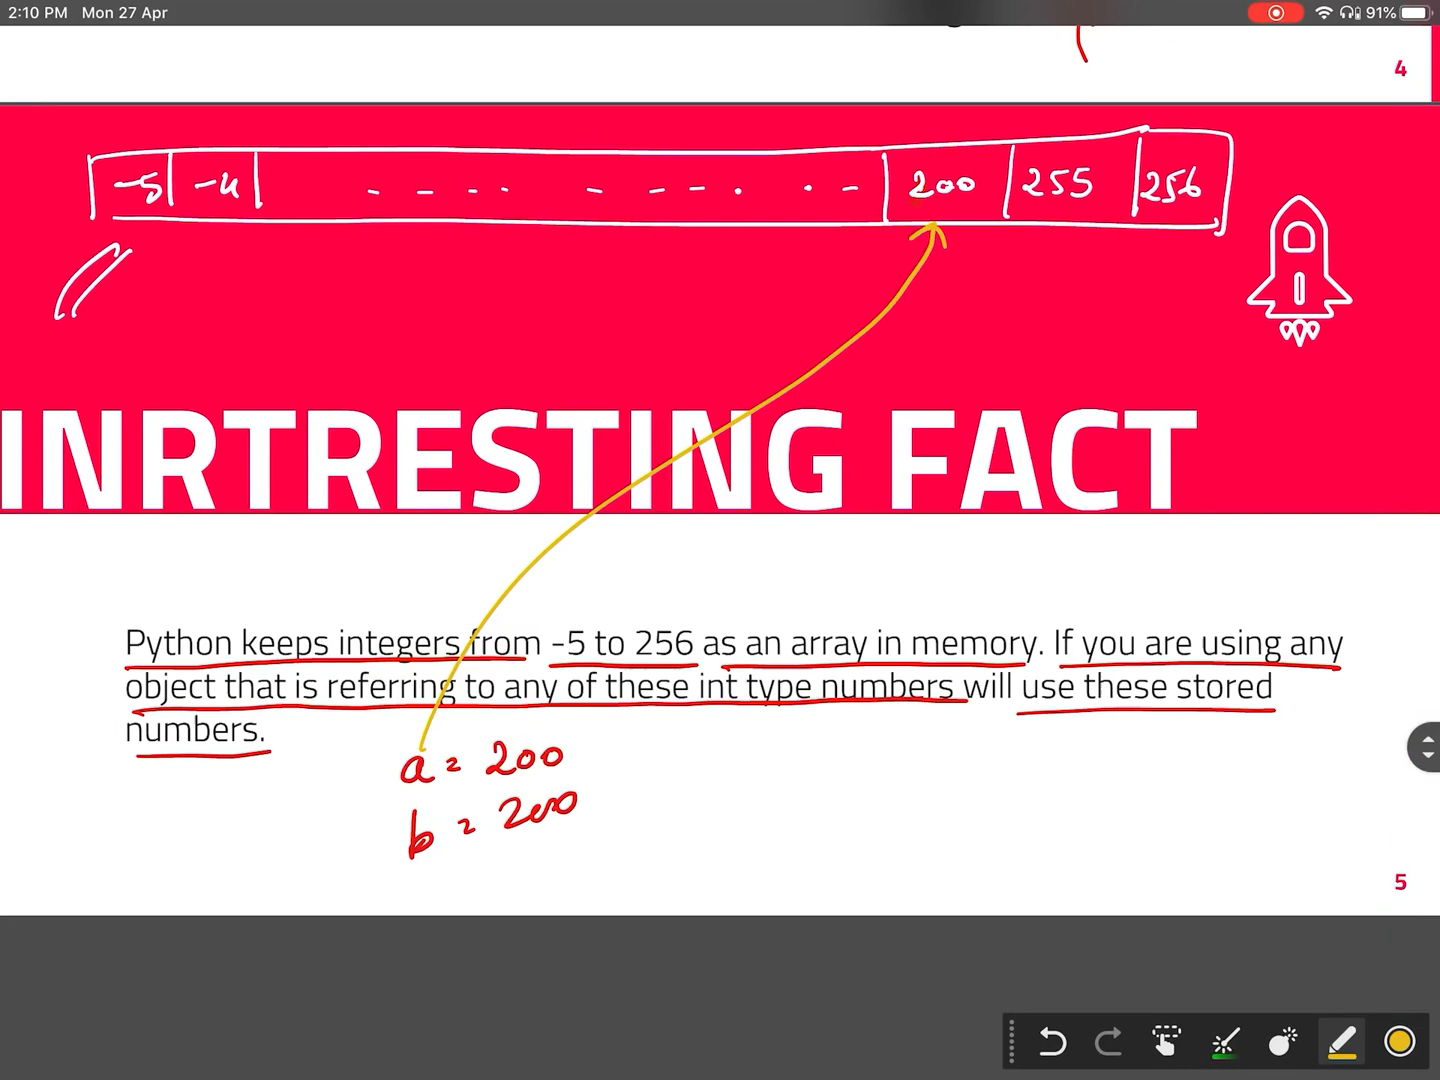 2:10 PM Mon 27 Apr 91%
4
-5 -4 - - - - - - - . . - 200 255 256
INRTRESTING FACT
Python keeps integers from -5 to 256 as an array in memory. If you are using any
object that is referring to any of these int type numbers will use these stored
numbers.
a = 200
b = 200
5